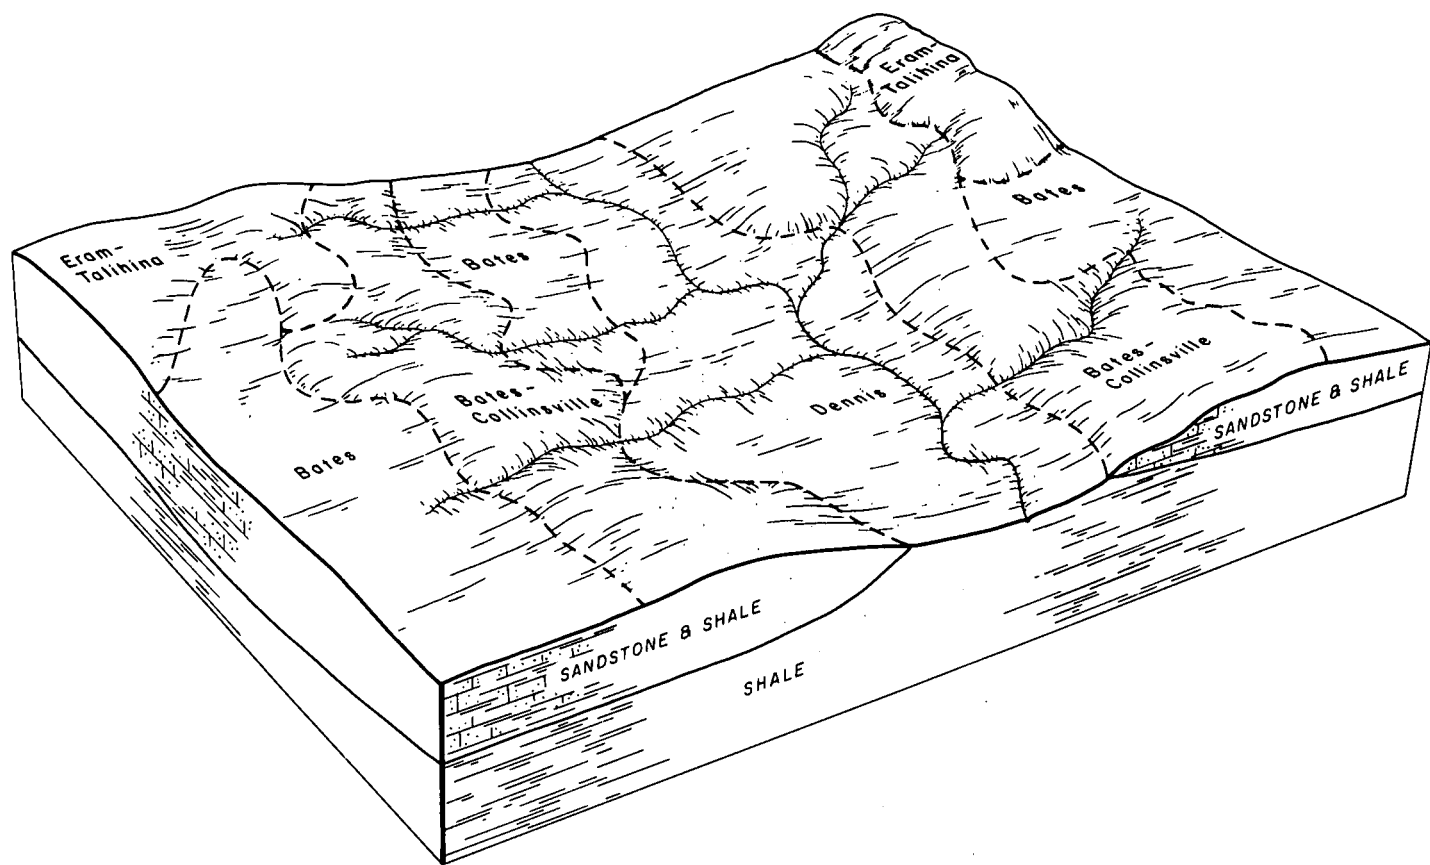 Eram-
Talihina
Eram-
Talihina
Bates
Bates
Bates-
Collinsville
Bates-
Collinsville
Dennis
Bates
SANDSTONE & SHALE
SANDSTONE & SHALE
SHALE